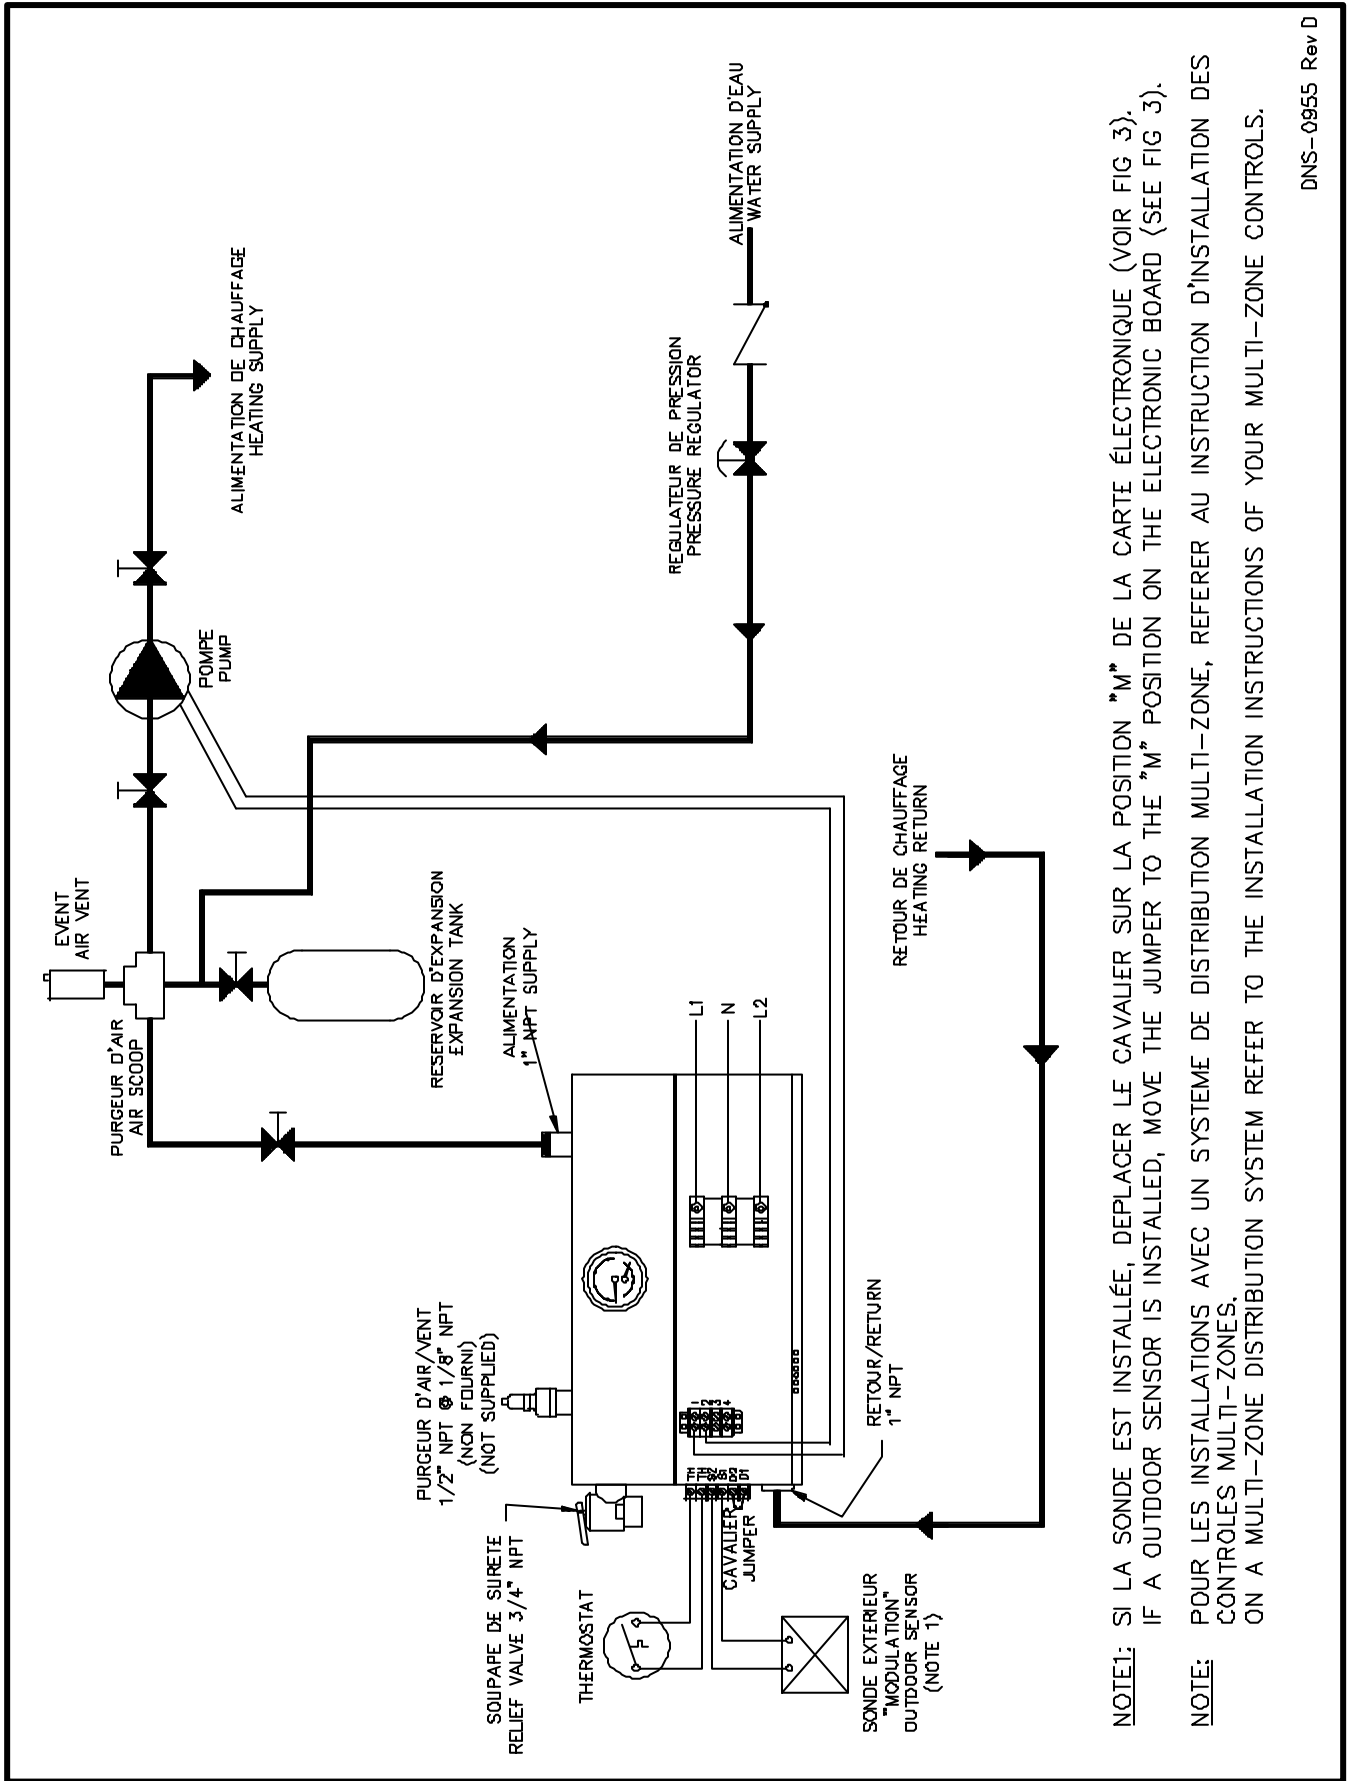 EVENT
AIR VENT
PURGEUR D'AIR
AIR SCOOP
POMPE
PUMP
ALIMENTATION DE CHAUFFAGE
HEATING SUPPLY
RESERVOIR D'EXPANSION
EXPANSION TANK
ALIMENTATION
1" NPT SUPPLY
PURGEUR D'AIR/VENT
1/2" NPT @ 1/8" NPT
(NON FOURNI)
(NOT SUPPLIED)
SOUPAPE DE SURETE
RELIEF VALVE 3/4" NPT
THERMOSTAT
REGULATEUR DE PRESSION
PRESSURE REGULATOR
ALIMENTATION D'EAU
WATER SUPPLY
L1
N
L2
1
2
3
4
TH
TH
S2
S1
D2
D1
CAVALIER
JUMPER
RETOUR/RETURN
1" NPT
RETOUR DE CHAUFFAGE
HEATING RETURN
SONDE EXTERIEUR
"MODULATION"
OUTDOOR SENSOR
(NOTE 1)
NOTE1: SI LA SONDE EST INSTALLÉE, DEPLACER LE CAVALIER SUR LA POSITION "M" DE LA CARTE ÉLECTRONIQUE (VOIR FIG 3).
IF A OUTDOOR SENSOR IS INSTALLED, MOVE THE JUMPER TO THE "M" POSITION ON THE ELECTRONIC BOARD (SEE FIG 3).
NOTE: POUR LES INSTALLATIONS AVEC UN SYSTEME DE DISTRIBUTION MULTI-ZONE, REFERER AU INSTRUCTION D'INSTALLATION DES
CONTROLES MULTI-ZONES.
ON A MULTI-ZONE DISTRIBUTION SYSTEM REFER TO THE INSTALLATION INSTRUCTIONS OF YOUR MULTI-ZONE CONTROLS.
DNS-0955 Rev D